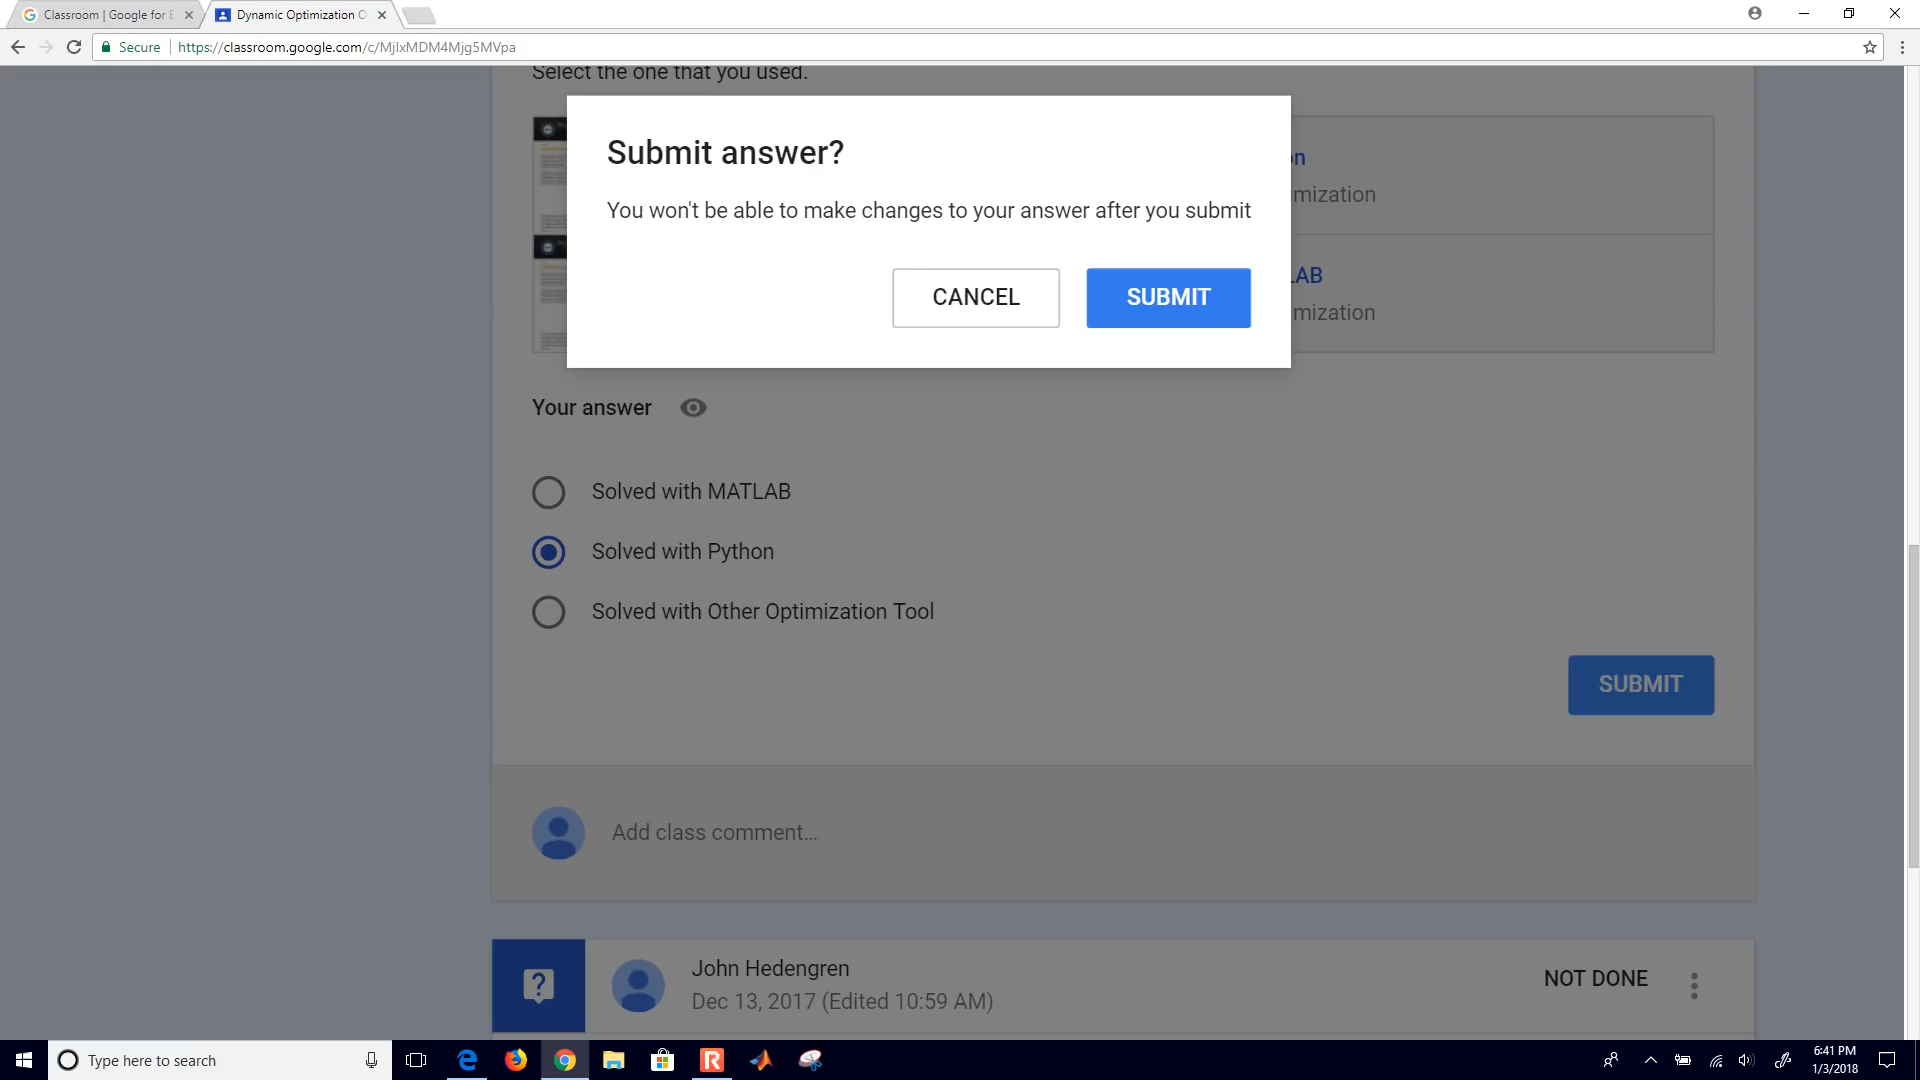 Classroom | Google for E
Dynamic Optimization O
Secure
https://classroom.google.com/c/MjIxMDM4Mjg5MVpa
Select the one that you used.
Submit answer?
You won't be able to make changes to your answer after you submit
CANCEL
SUBMIT
on
mization
LAB
mization
Your answer
Solved with MATLAB
Solved with Python
Solved with Other Optimization Tool
SUBMIT
Add class comment...
John Hedengren
Dec 13, 2017 (Edited 10:59 AM)
NOT DONE
Type here to search
6:41 PM
1/3/2018